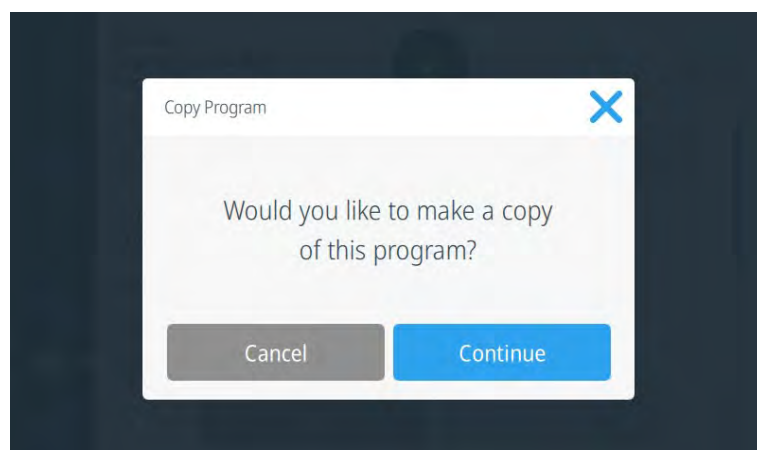 Copy Program
Would you like to make a copy
of this program?
Cancel
Continue